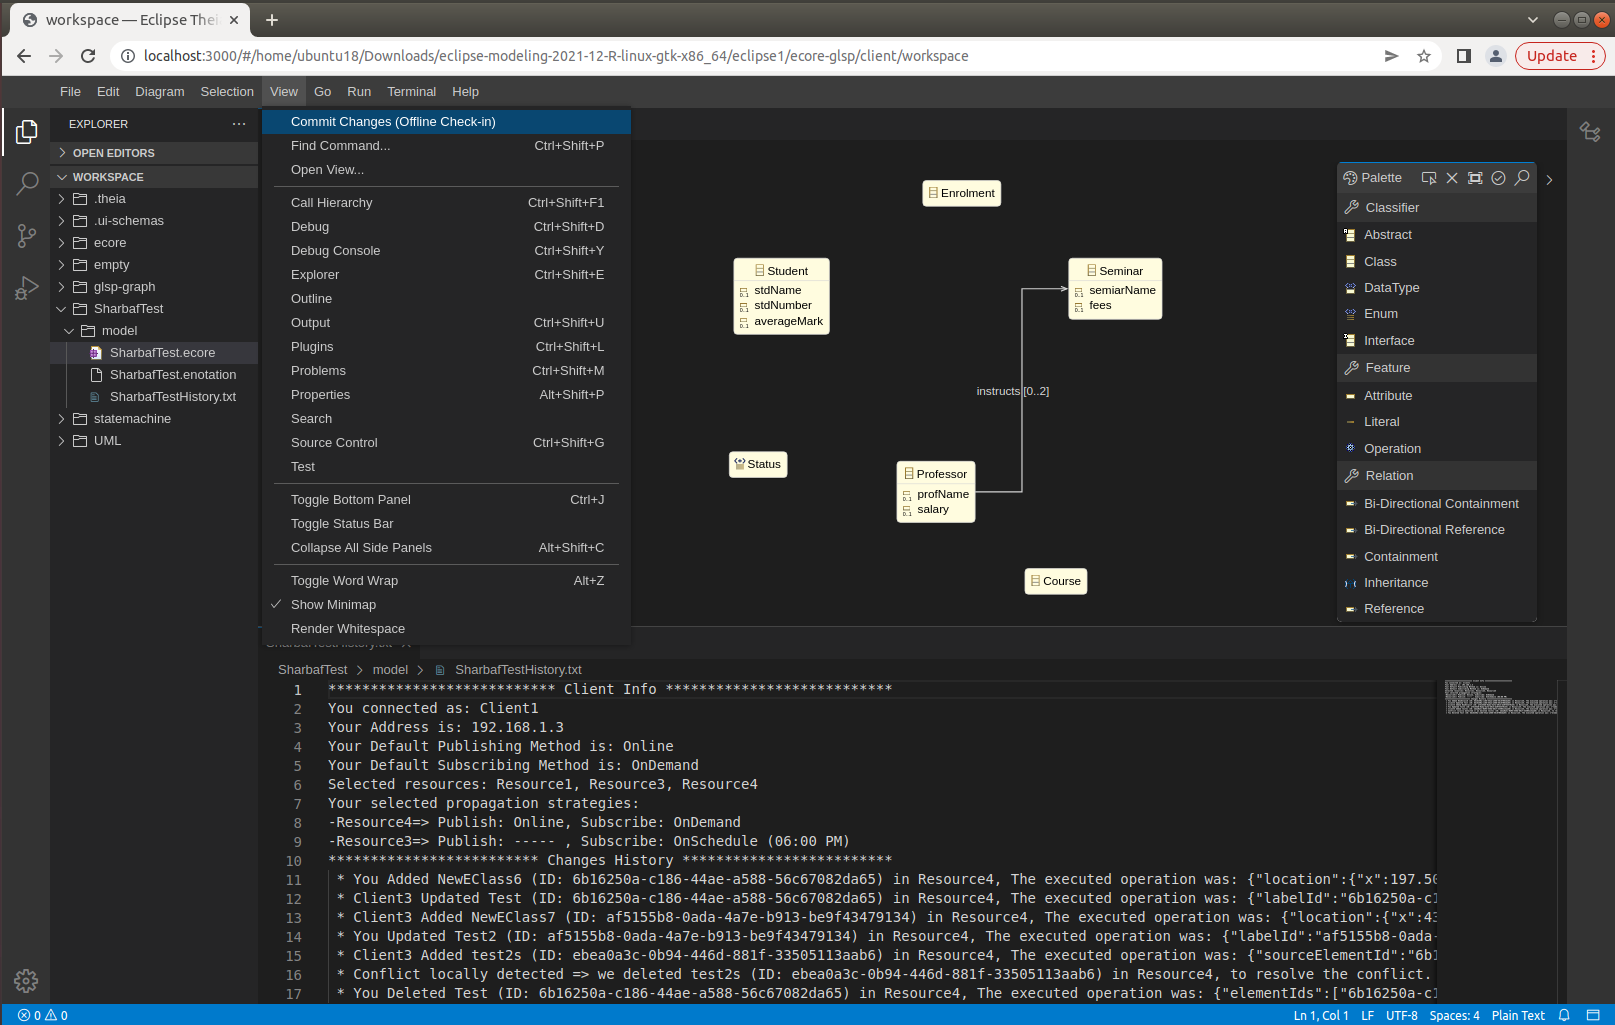 workspace — Eclipse Thei
localhost:3000/#/home/ubuntu18/Downloads/eclipse-modeling-2021-12-R-linux-gtk-x86_64/eclipse1/ecore-glsp/client/workspace
Update
File Edit Diagram Selection View Go Run Terminal Help
EXPLORER
OPEN EDITORS
WORKSPACE
.theia
.ui-schemas
ecore
empty
glsp-graph
SharbafTest
model
SharbafTest.ecore
SharbafTest.enotation
SharbafTestHistory.txt
statemachine
UML
Commit Changes (Offline Check-in)
Find Command... Ctrl+Shift+P
Open View...
Call Hierarchy Ctrl+Shift+F1
Debug Ctrl+Shift+D
Debug Console Ctrl+Shift+Y
Explorer Ctrl+Shift+E
Outline
Output Ctrl+Shift+U
Plugins Ctrl+Shift+L
Problems Ctrl+Shift+M
Properties Alt+Shift+P
Search
Source Control Ctrl+Shift+G
Test
Toggle Bottom Panel Ctrl+J
Toggle Status Bar
Collapse All Side Panels Alt+Shift+C
Toggle Word Wrap Alt+Z
Show Minimap
Render Whitespace
Enrolment
Student
stdName
stdNumber
averageMark
Seminar
semiarName
fees
instructs [0..2]
Status
Professor
profName
salary
Course
Palette
Classifier
Abstract
Class
DataType
Enum
Interface
Feature
Attribute
Literal
Operation
Relation
Bi-Directional Containment
Bi-Directional Reference
Containment
Inheritance
Reference
SharbafTestHistory.txt
SharbafTest model SharbafTestHistory.txt
1 *************************** Client Info ***************************
2 You connected as: Client1
3 Your Address is: 192.168.1.3
4 Your Default Publishing Method is: Online
5 Your Default Subscribing Method is: OnDemand
6 Selected resources: Resource1, Resource3, Resource4
7 Your selected propagation strategies:
8 -Resource4=> Publish: Online, Subscribe: OnDemand
9 -Resource3=> Publish: ----- , Subscribe: OnSchedule (06:00 PM)
10 ************************* Changes History *************************
11 * You Added NewEClass6 (ID: 6b16250a-c186-44ae-a588-56c67082da65) in Resource4, The executed operation was: {"location":{"x":197.50
12 * Client3 Updated Test (ID: 6b16250a-c186-44ae-a588-56c67082da65) in Resource4, The executed operation was: {"labelId":"6b16250a-c1
13 * Client3 Added NewEClass7 (ID: af5155b8-0ada-4a7e-b913-be9f43479134) in Resource4, The executed operation was: {"location":{"x":43
14 * You Updated Test2 (ID: af5155b8-0ada-4a7e-b913-be9f43479134) in Resource4, The executed operation was: {"labelId":"af5155b8-0ada-
15 * Client3 Added test2s (ID: ebea0a3c-0b94-446d-881f-33505113aab6) in Resource4, The executed operation was: {"sourceElementId":"6b1
16 * Conflict locally detected => we deleted test2s (ID: ebea0a3c-0b94-446d-881f-33505113aab6) in Resource4, to resolve the conflict.
17 * You Deleted Test (ID: 6b16250a-c186-44ae-a588-56c67082da65) in Resource4, The executed operation was: {"elementIds":["6b16250a-c1
0 0 Ln 1, Col 1 LF UTF-8 Spaces: 4 Plain Text